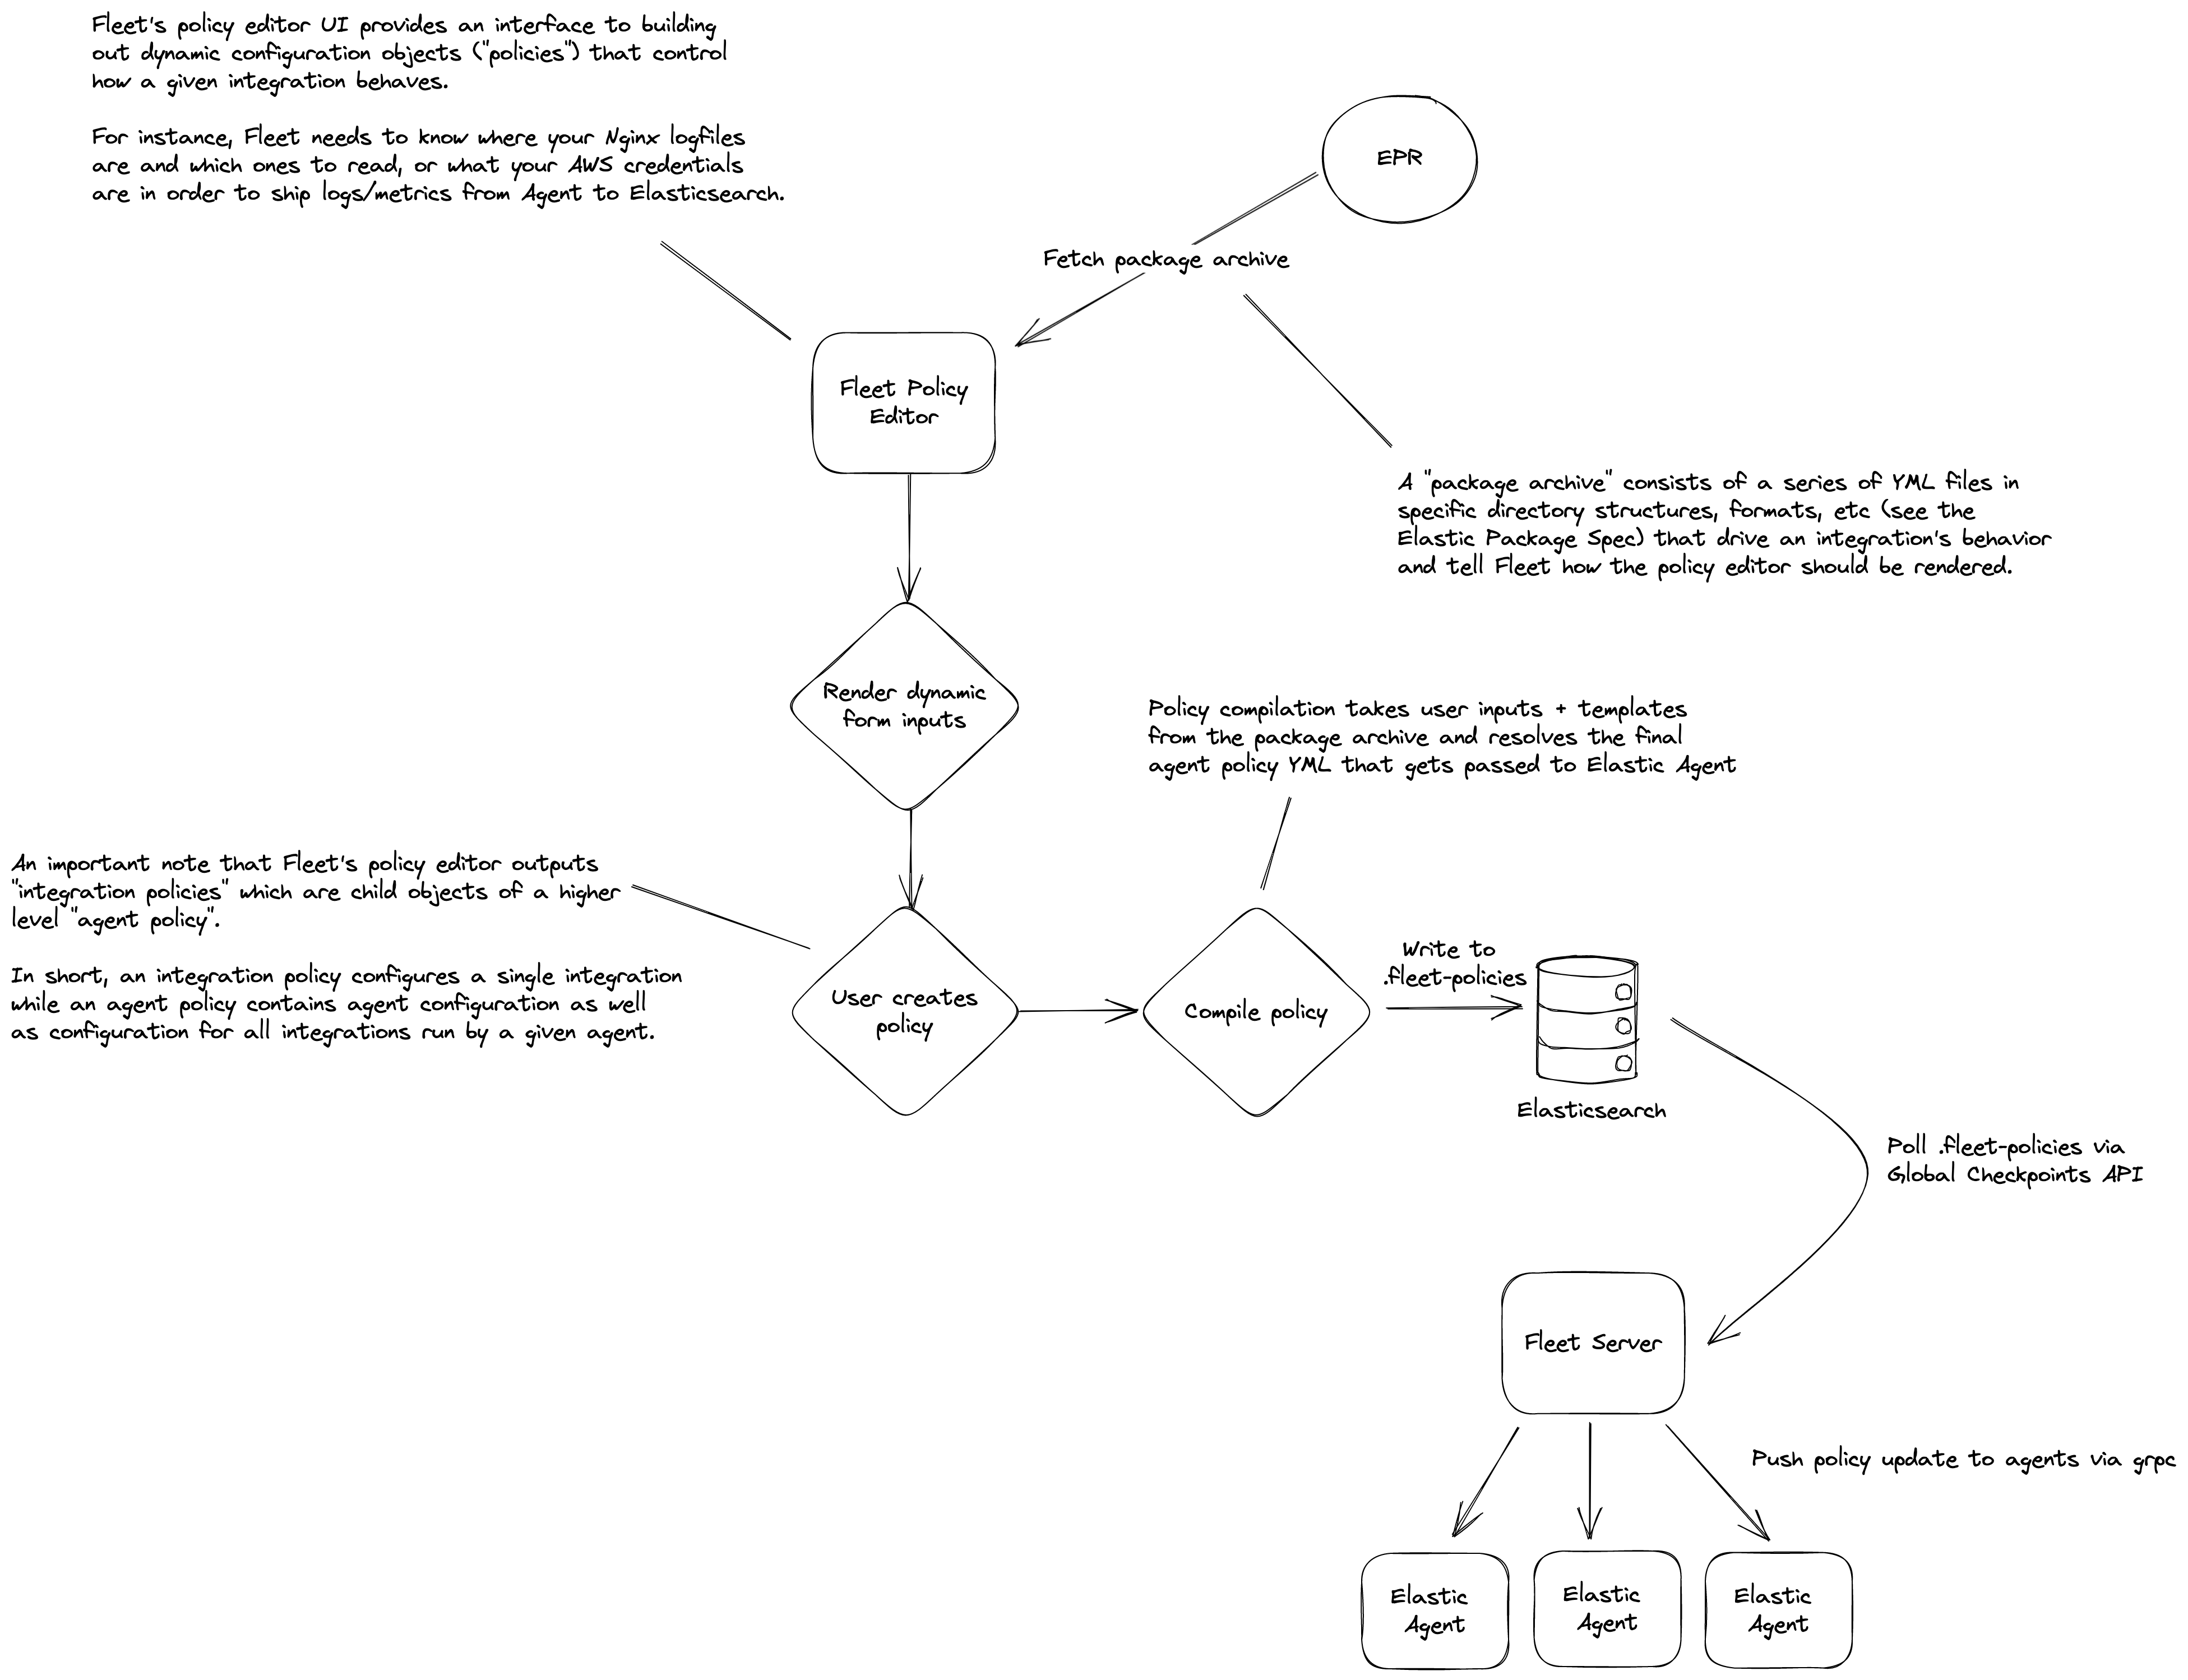 Fleet's policy editor UI provides an interface to building
out dynamic configuration objects ("policies") that control
how a given integration behaves.
For instance, Fleet needs to know where your Nginx logfiles
are and which ones to read, or what your AWS credentials
are in order to ship logs/metrics from Agent to Elasticsearch.
EPR
Fetch package archive
Fleet Policy
Editor
A "package archive" consists of a series of YML files in
specific directory structures, formats, etc (see the
Elastic Package Spec) that drive an integration's behavior
and tell Fleet how the policy editor should be rendered.
Render dynamic
form inputs
Policy compilation takes user inputs + templates
from the package archive and resolves the final
agent policy YML that gets passed to Elastic Agent
An important note that Fleet's policy editor outputs
"integration policies" which are child objects of a higher
level "agent policy".
In short, an integration policy configures a single integration
while an agent policy contains agent configuration as well
as configuration for all integrations run by a given agent.
User creates
policy
Compile policy
Write to
.fleet-policies
Elasticsearch
Poll .fleet-policies via
Global Checkpoints API
Fleet Server
Push policy update to agents via grpc
Elastic
Agent
Elastic
Agent
Elastic
Agent